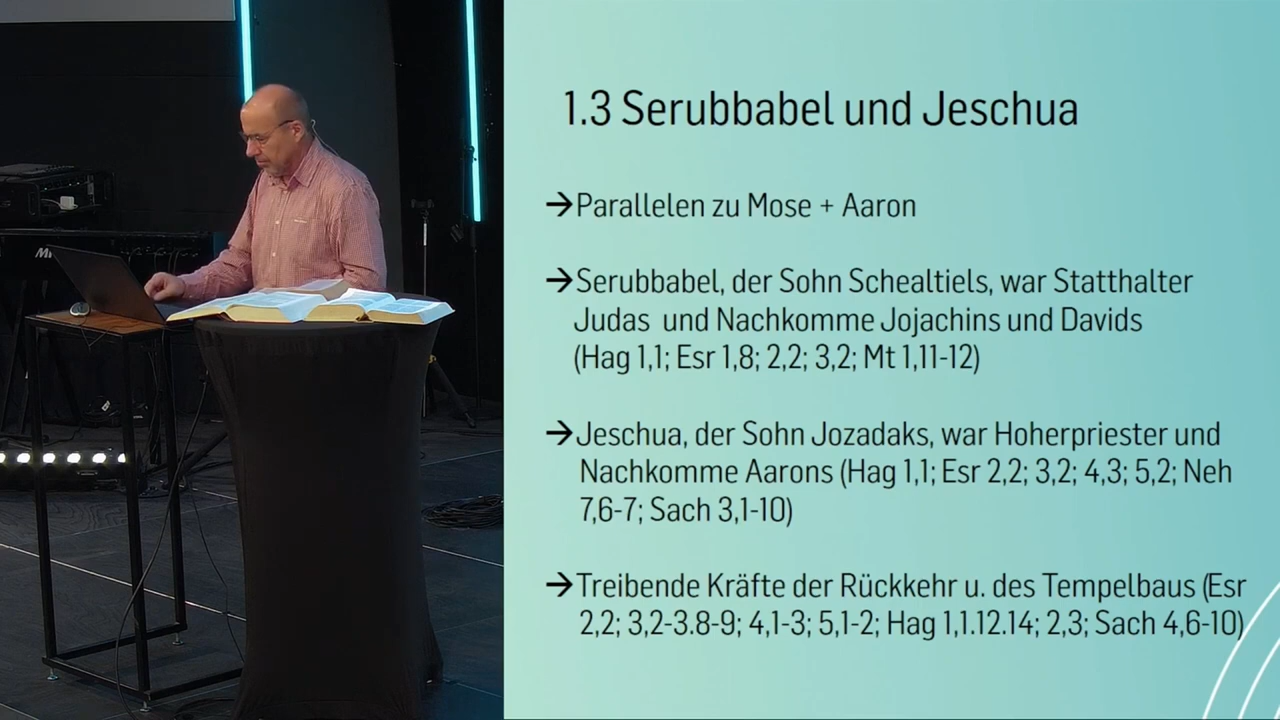 1.3 Serubbabel und Jeschua
→Parallelen zu Mose + Aaron
→Serubbabel, der Sohn Schealtiels, war Statthalter
Judas und Nachkomme Jojachins und Davids
(Hag 1,1; Esr 1,8; 2,2; 3,2; Mt 1,11-12)
→Jeschua, der Sohn Jozadaks, war Hoherpriester und
Nachkomme Aarons (Hag 1,1; Esr 2,2; 3,2; 4,3; 5,2; Neh
7,6-7; Sach 3,1-10)
→Treibende Kräfte der Rückkehr u. des Tempelbaus (Esr
2,2; 3,2-3.8-9; 4,1-3; 5,1-2; Hag 1,1.12.14; 2,3; Sach 4,6-10)